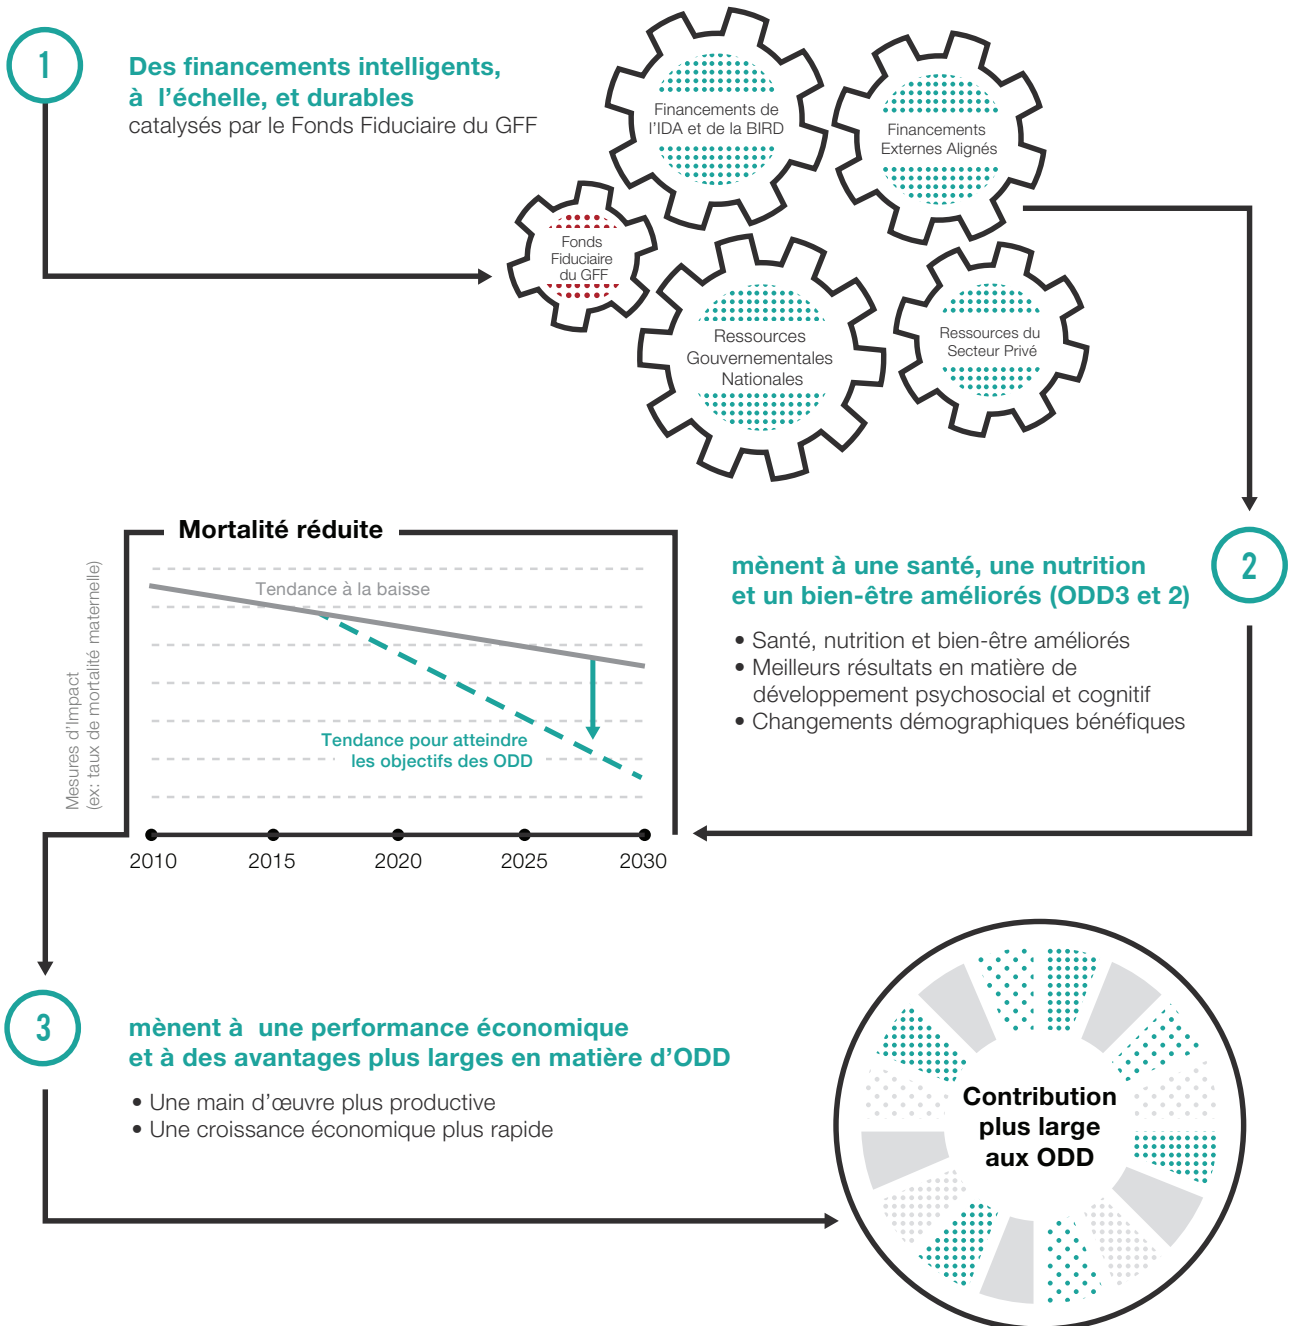 1
Des financements intelligents,
à l'échelle, et durables
catalysés par le Fonds Fiduciaire du GFF
Financements de
l'IDA et de la BIRD
Financements
Externes Alignés
Fonds
Fiduciaire
du GFF
Ressources
Gouvernementales
Nationales
Ressources du
Secteur Privé
2
mènent à une santé, une nutrition
et un bien-être améliorés (ODD3 et 2)
• Santé, nutrition et bien-être améliorés
• Meilleurs résultats en matière de
développement psychosocial et cognitif
• Changements démographiques bénéfiques
Mortalité réduite
Mesures d'Impact
(ex: taux de mortalité maternelle)
Tendance à la baisse
Tendance pour atteindre
les objectifs des ODD
2010 2015 2020 2025 2030
3
mènent à une performance économique
et à des avantages plus larges en matière d'ODD
• Une main d'œuvre plus productive
• Une croissance économique plus rapide
Contribution
plus large
aux ODD